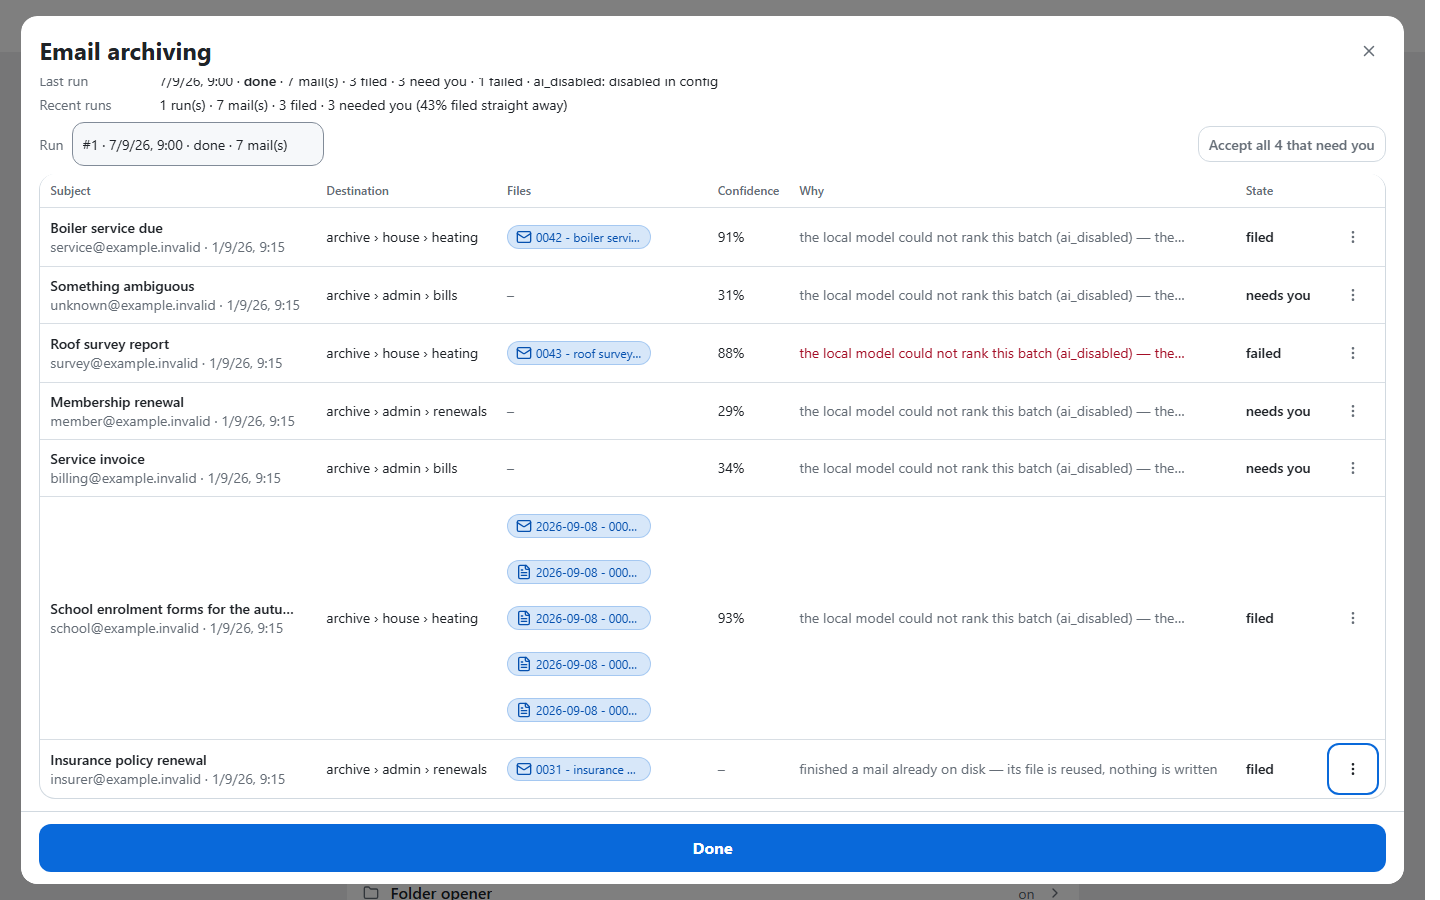 Email archiving
Last run 7/9/26, 9:00 · done · 7 mail(s) · 3 filed · 3 need you · 1 failed · ai_disabled: disabled in config
Recent runs 1 run(s) · 7 mail(s) · 3 filed · 3 needed you (43% filed straight away)
Run #1 · 7/9/26, 9:00 · done · 7 mail(s) Accept all 4 that need you
Subject Destination Files Confidence Why State
Boiler service due
service@example.invalid · 1/9/26, 9:15
archive › house › heating 0042 - boiler servi... 91% the local model could not rank this batch (ai_disabled) — the... filed
Something ambiguous
unknown@example.invalid · 1/9/26, 9:15
archive › admin › bills – 31% the local model could not rank this batch (ai_disabled) — the... needs you
Roof survey report
survey@example.invalid · 1/9/26, 9:15
archive › house › heating 0043 - roof survey... 88% the local model could not rank this batch (ai_disabled) — the... failed
Membership renewal
member@example.invalid · 1/9/26, 9:15
archive › admin › renewals – 29% the local model could not rank this batch (ai_disabled) — the... needs you
Service invoice
billing@example.invalid · 1/9/26, 9:15
archive › admin › bills – 34% the local model could not rank this batch (ai_disabled) — the... needs you
School enrolment forms for the autu...
school@example.invalid · 1/9/26, 9:15
archive › house › heating
2026-09-08 - 000...
2026-09-08 - 000...
2026-09-08 - 000...
2026-09-08 - 000...
2026-09-08 - 000...
93% the local model could not rank this batch (ai_disabled) — the... filed
Insurance policy renewal
insurer@example.invalid · 1/9/26, 9:15
archive › admin › renewals 0031 - insurance ... – finished a mail already on disk — its file is reused, nothing is written filed
Done
Folder opener on